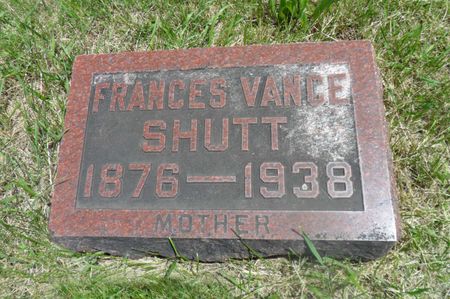 FRANCES VANCE
SHUTT
1876—1938
MOTHER